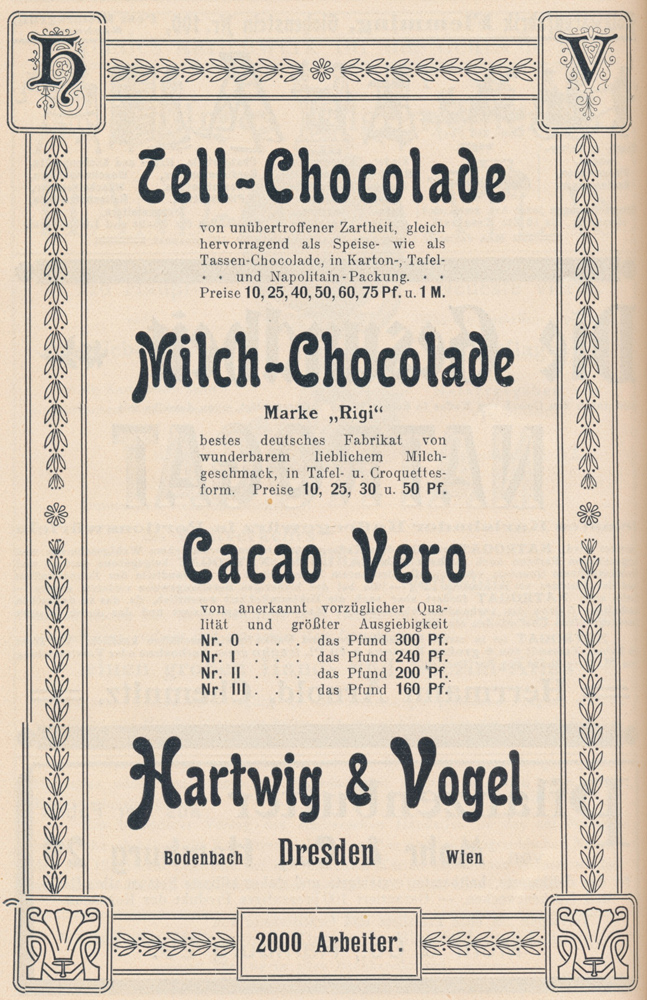 H V
Tell-Chocolade
von unübertroffener Zartheit, gleich
hervorragend als Speise- wie als
Tassen-Chocolade, in Karton-, Tafel-
· · und Napolitain-Packung. · ·
Preise 10, 25, 40, 50, 60, 75 Pf. u. 1 M.
Milch-Chocolade
Marke „Rigi“
bestes deutsches Fabrikat von
wunderbarem lieblichem Milch-
geschmack, in Tafel- u. Croquettes-
form. Preise 10, 25, 30 u. 50 Pf.
Cacao Vero
von anerkannt vorzüglicher Qua-
lität und größter Ausgiebigkeit
Nr. 0 . . . das Pfund 300 Pf.
Nr. I . . . das Pfund 240 Pf.
Nr. II . . . das Pfund 200 Pf.
Nr. III . . . das Pfund 160 Pf.
Hartwig & Vogel
Bodenbach Dresden Wien
2000 Arbeiter.